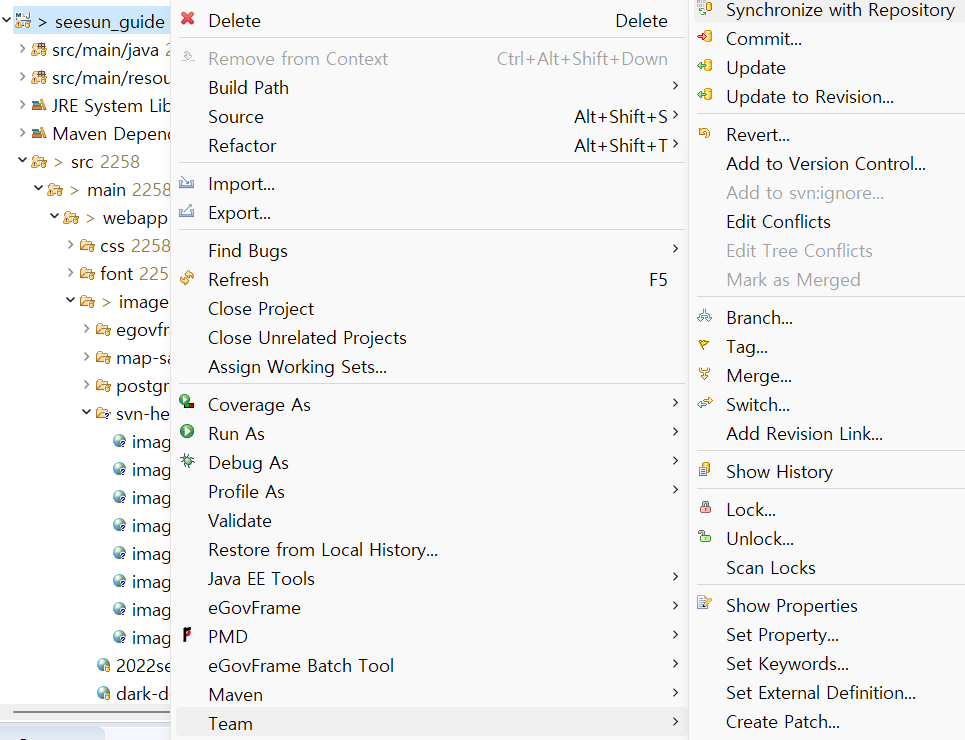 > seesun_guide
src/main/java 2
src/main/resou
JRE System Lib
Maven Depend
> src 2258
> main 2258
> webapp
css 2258
font 225
> image
egovfr
map-sa
postgr
svn-he
imag
imag
imag
imag
imag
imag
imag
imag
2022se
dark-d
Delete Delete
Remove from Context Ctrl+Alt+Shift+Down
Build Path
Source Alt+Shift+S
Refactor Alt+Shift+T
Import...
Export...
Find Bugs
Refresh F5
Close Project
Close Unrelated Projects
Assign Working Sets...
Coverage As
Run As
Debug As
Profile As
Validate
Restore from Local History...
Java EE Tools
eGovFrame
PMD
eGovFrame Batch Tool
Maven
Team
Synchronize with Repository
Commit...
Update
Update to Revision...
Revert...
Add to Version Control...
Add to svn:ignore...
Edit Conflicts
Edit Tree Conflicts
Mark as Merged
Branch...
Tag...
Merge...
Switch...
Add Revision Link...
Show History
Lock...
Unlock...
Scan Locks
Show Properties
Set Property...
Set Keywords...
Set External Definition...
Create Patch...